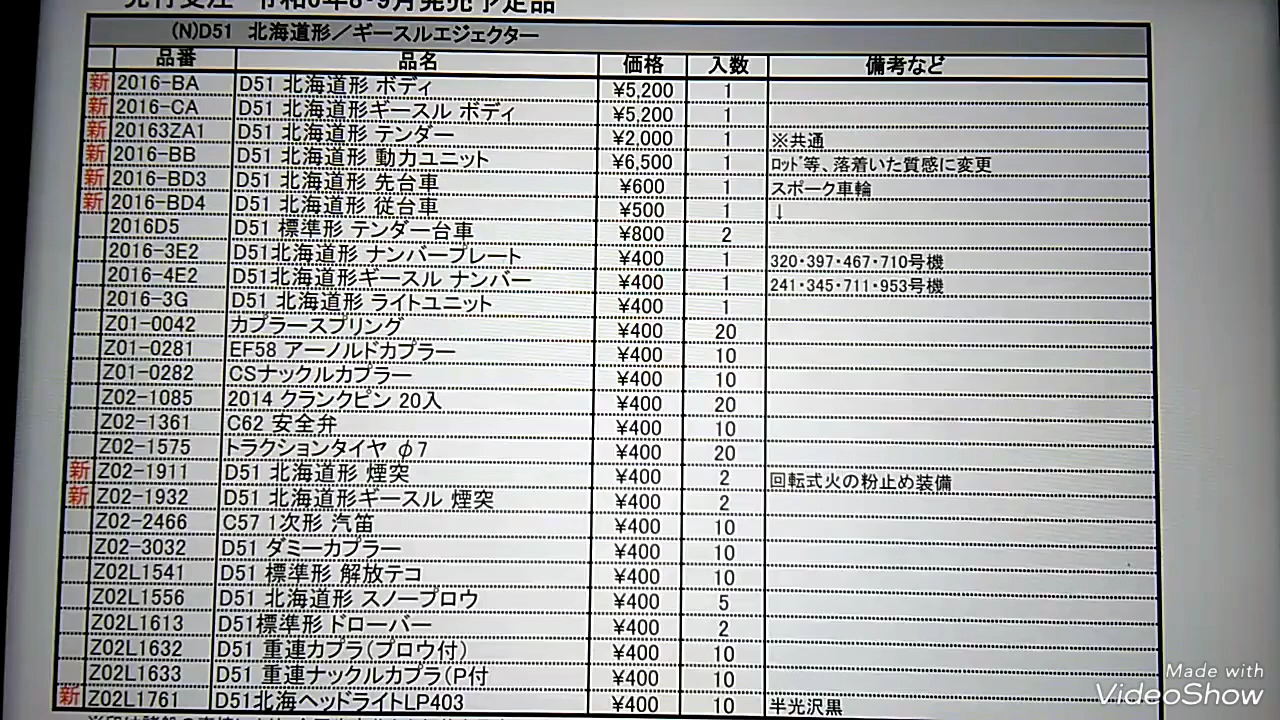 先行受注 令和6年8・9月発売予定品
(N)D51 北海道形／ギースルエジェクター
品番 品名 価格 入数 備考など
新 2016-BA D51 北海道形 ボディ ¥5,200 1
新 2016-CA D51 北海道形ギースル ボディ ¥5,200 1
新 20163ZA1 D51 北海道形 テンダー ¥2,000 1 ※共通
新 2016-BB D51 北海道形 動力ユニット ¥6,500 1 ﾛｯﾄﾞ等、落着いた質感に変更
新 2016-BD3 D51 北海道形 先台車 ¥600 1 スポーク車輪
新 2016-BD4 D51 北海道形 従台車 ¥500 1 ↓
2016D5 D51 標準形 テンダー台車 ¥800 2
2016-3E2 D51北海道形 ナンバープレート ¥400 1 320･397･467･710号機
2016-4E2 D51北海道形ギースル ナンバー ¥400 1 241･345･711･953号機
2016-3G D51 北海道形 ライトユニット ¥400 1
Z01-0042 カプラースプリング ¥400 20
Z01-0281 EF58 アーノルドカプラー ¥400 10
Z01-0282 CSナックルカプラー ¥400 10
Z02-1085 2014 クランクピン 20入 ¥400 20
Z02-1361 C62 安全弁 ¥400 10
Z02-1575 トラクションタイヤ φ7 ¥400 20
新 Z02-1911 D51 北海道形 煙突 ¥400 2 回転式火の粉止め装備
新 Z02-1932 D51 北海道形ギースル 煙突 ¥400 2
Z02-2466 C57 1次形 汽笛 ¥400 10
Z02-3032 D51 ダミーカプラー ¥400 10
Z02L1541 D51 標準形 解放テコ ¥400 10
Z02L1556 D51 北海道形 スノープロウ ¥400 5
Z02L1613 D51標準形 ドローバー ¥400 2
Z02L1632 D51 重連カプラ(プロウ付) ¥400 10
Z02L1633 D51 重連ナックルカプラ(P付 ¥400 10
新 Z02L1761 D51北海ヘッドライトLP403 ¥400 10 半光沢黒
Made with
VideoShow